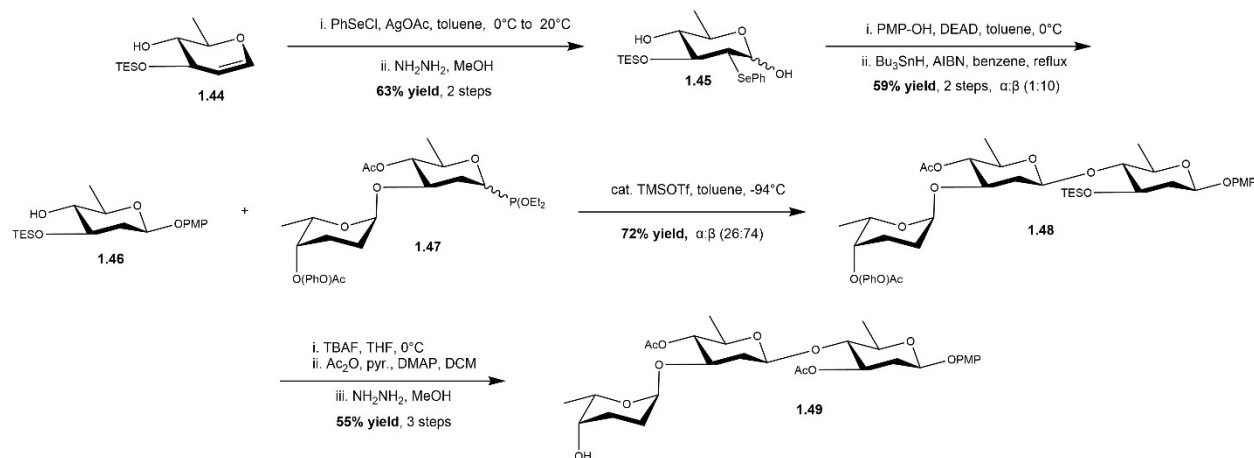 i. PhSeCl, AgOAc, toluene, 0°C to 20°C
ii. NH2NH2, MeOH
63% yield, 2 steps
HO
O
TESO
1.44
HO
O
TESO
SePh
OH
1.45
i. PMP-OH, DEAD, toluene, 0°C
ii. Bu3SnH, AIBN, benzene, reflux
59% yield, 2 steps, α:β (1:10)
HO
O
TESO
OPMP
1.46
+
AcO
O
O
P(OEt2
O
O(PhO)Ac
1.47
cat. TMSOTf, toluene, -94°C
72% yield, α:β (26:74)
AcO
O
O
O
O
TESO
OPMP
O
O(PhO)Ac
1.48
i. TBAF, THF, 0°C
ii. Ac2O, pyr., DMAP, DCM
iii. NH2NH2, MeOH
55% yield, 3 steps
AcO
O
O
O
O
AcO
OPMP
O
OH
1.49